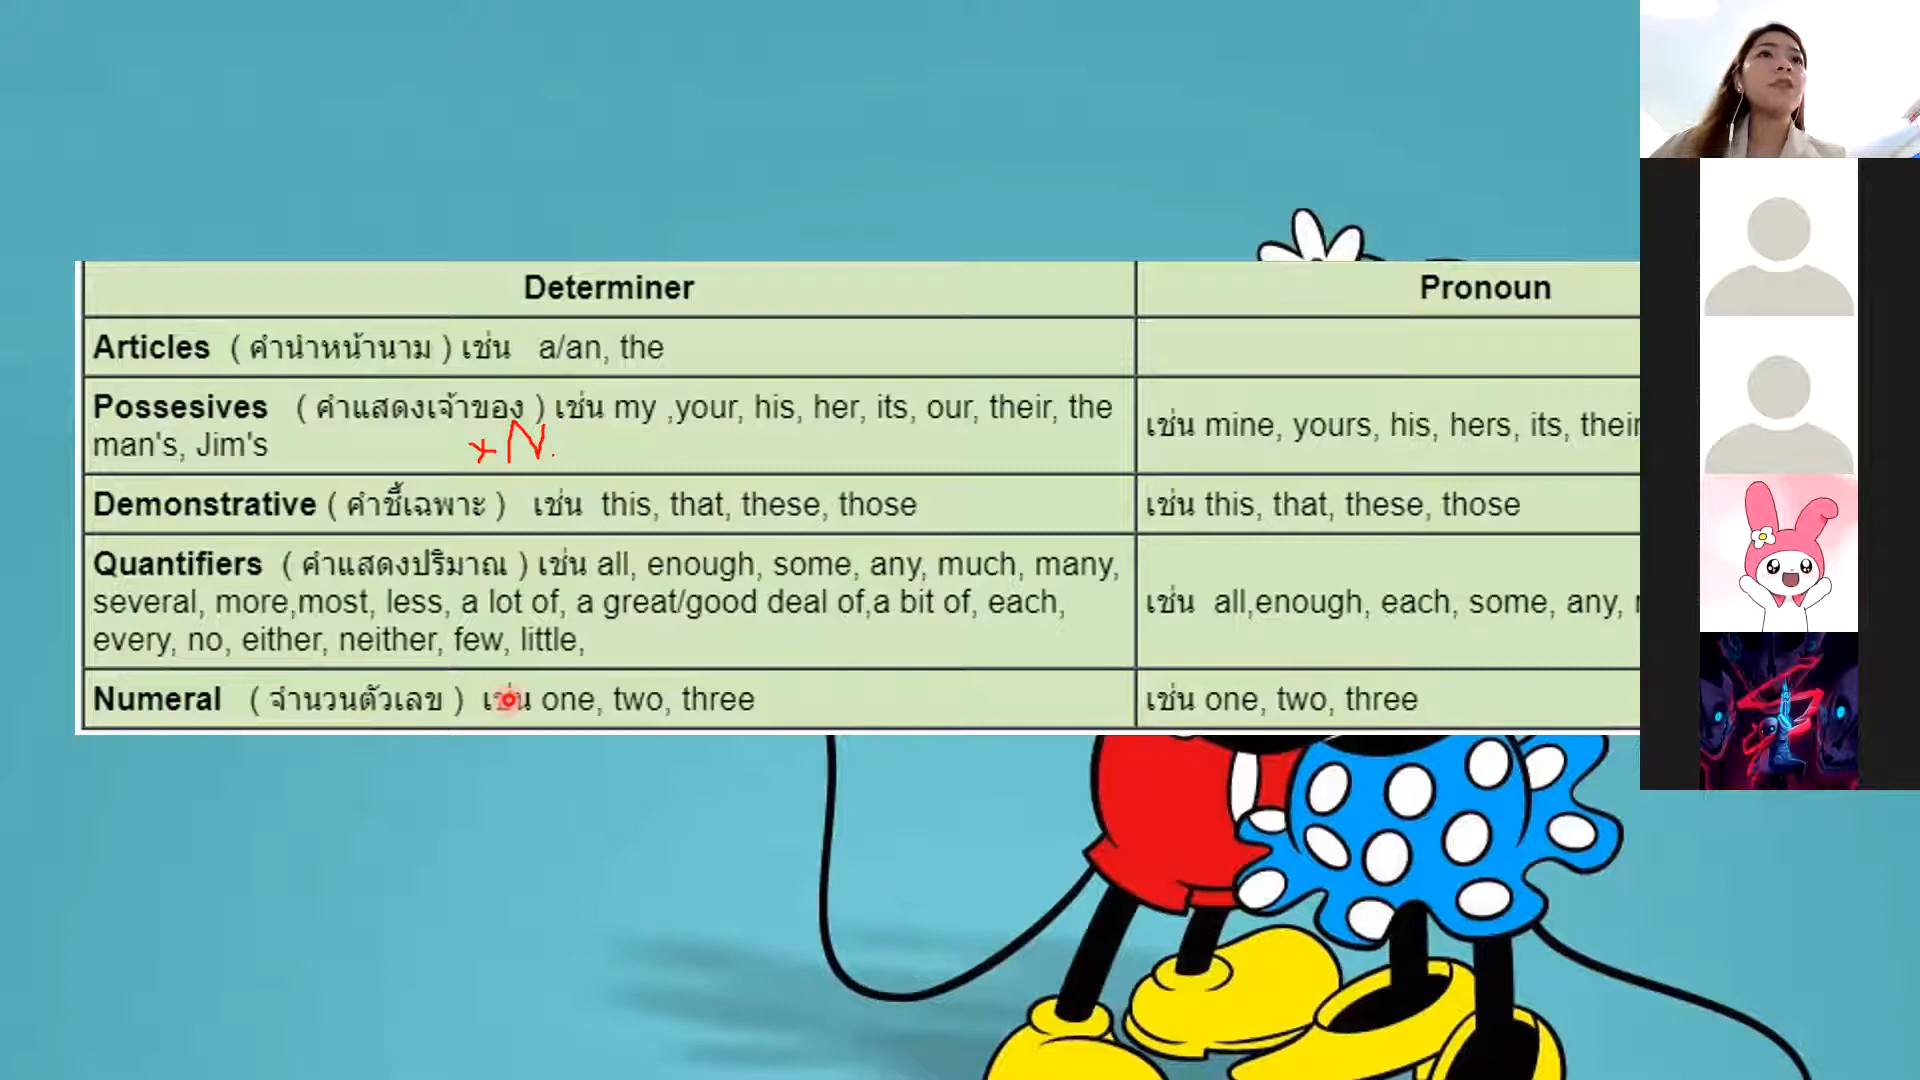 Determiner
Pronoun
Articles ( คำนำหน้านาม ) เช่น a/an, the
Possesives ( คำแสดงเจ้าของ ) เช่น my ,your, his, her, its, our, their, the
man's, Jim's
+ N.
เช่น mine, yours, his, hers, its, their
Demonstrative ( คำชี้เฉพาะ ) เช่น this, that, these, those
เช่น this, that, these, those
Quantifiers ( คำแสดงปริมาณ ) เช่น all, enough, some, any, much, many,
several, more,most, less, a lot of, a great/good deal of,a bit of, each,
every, no, either, neither, few, little,
เช่น all,enough, each, some, any,
Numeral ( จำนวนตัวเลข ) เช่น one, two, three
เช่น one, two, three